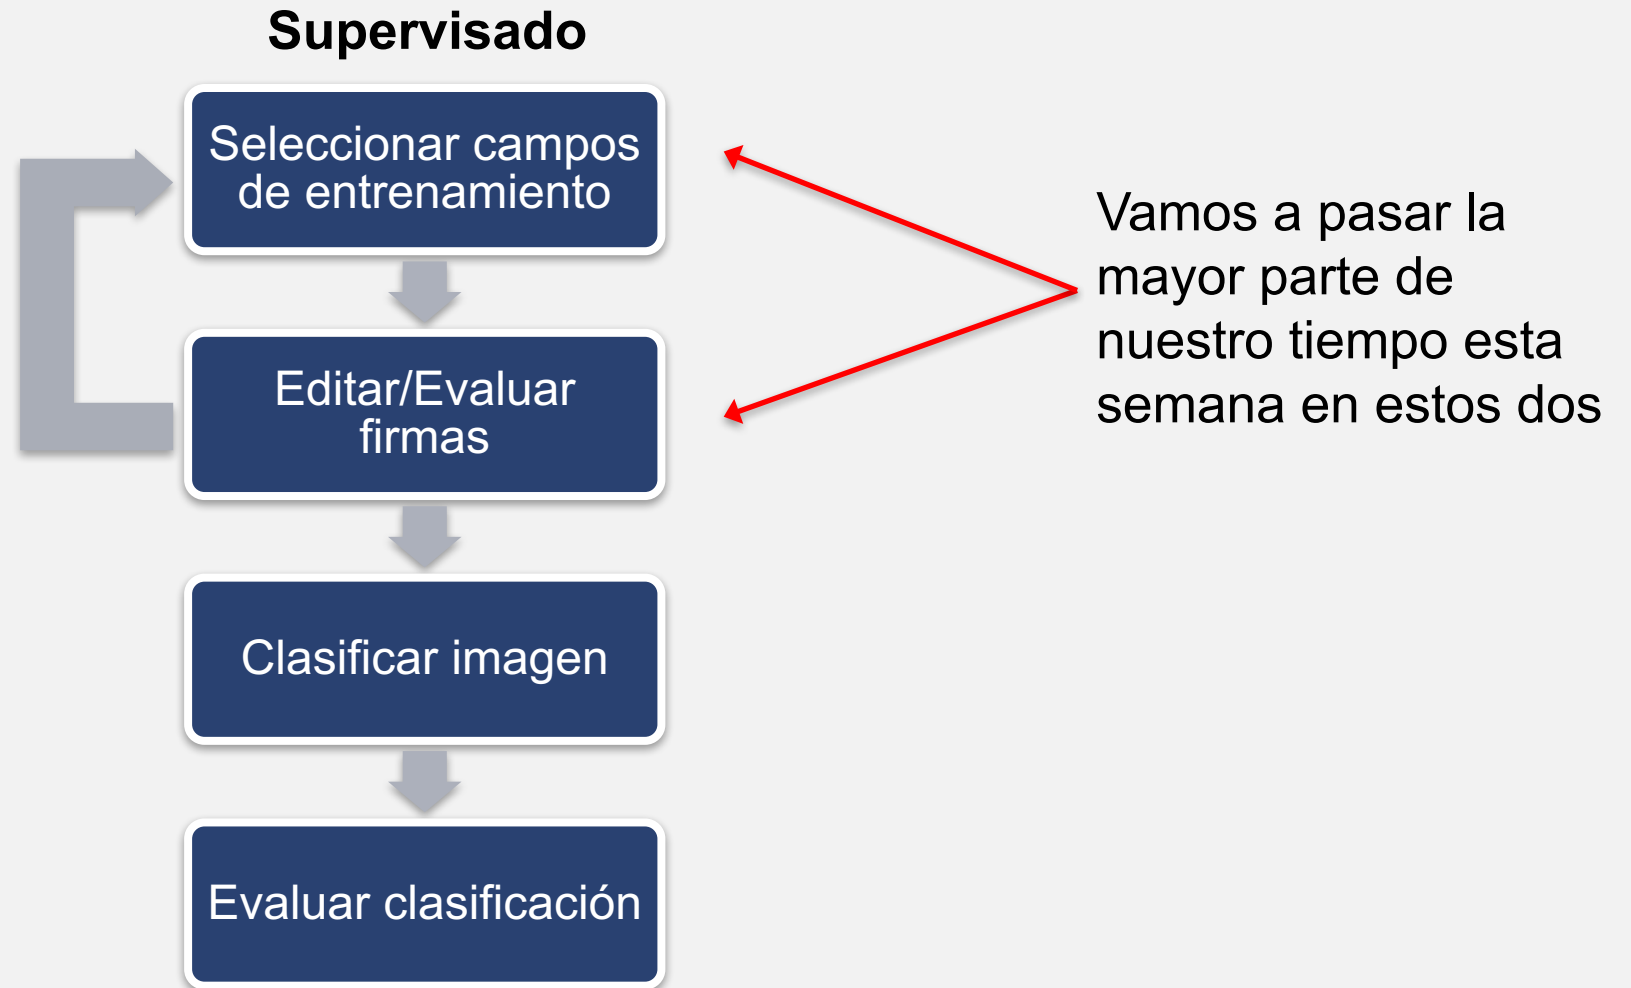 Supervisado
Seleccionar campos
de entrenamiento
Editar/Evaluar
firmas
Clasificar imagen
Evaluar clasificación
Vamos a pasar la
mayor parte de
nuestro tiempo esta
semana en estos dos